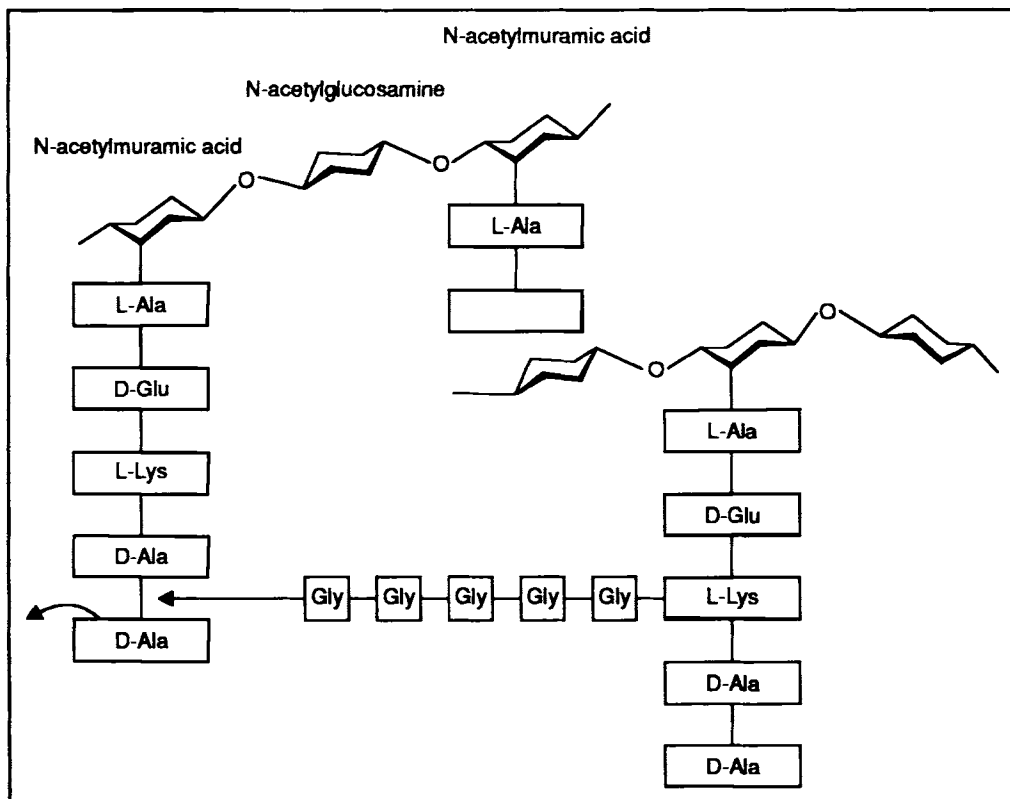 N-acetylmuramic acid
N-acetylglucosamine
N-acetylmuramic acid
O
O
L-Ala
L-Ala
D-Glu
L-Lys
D-Ala
D-Ala
O
O
L-Ala
D-Glu
Gly Gly Gly Gly Gly L-Lys
D-Ala
D-Ala